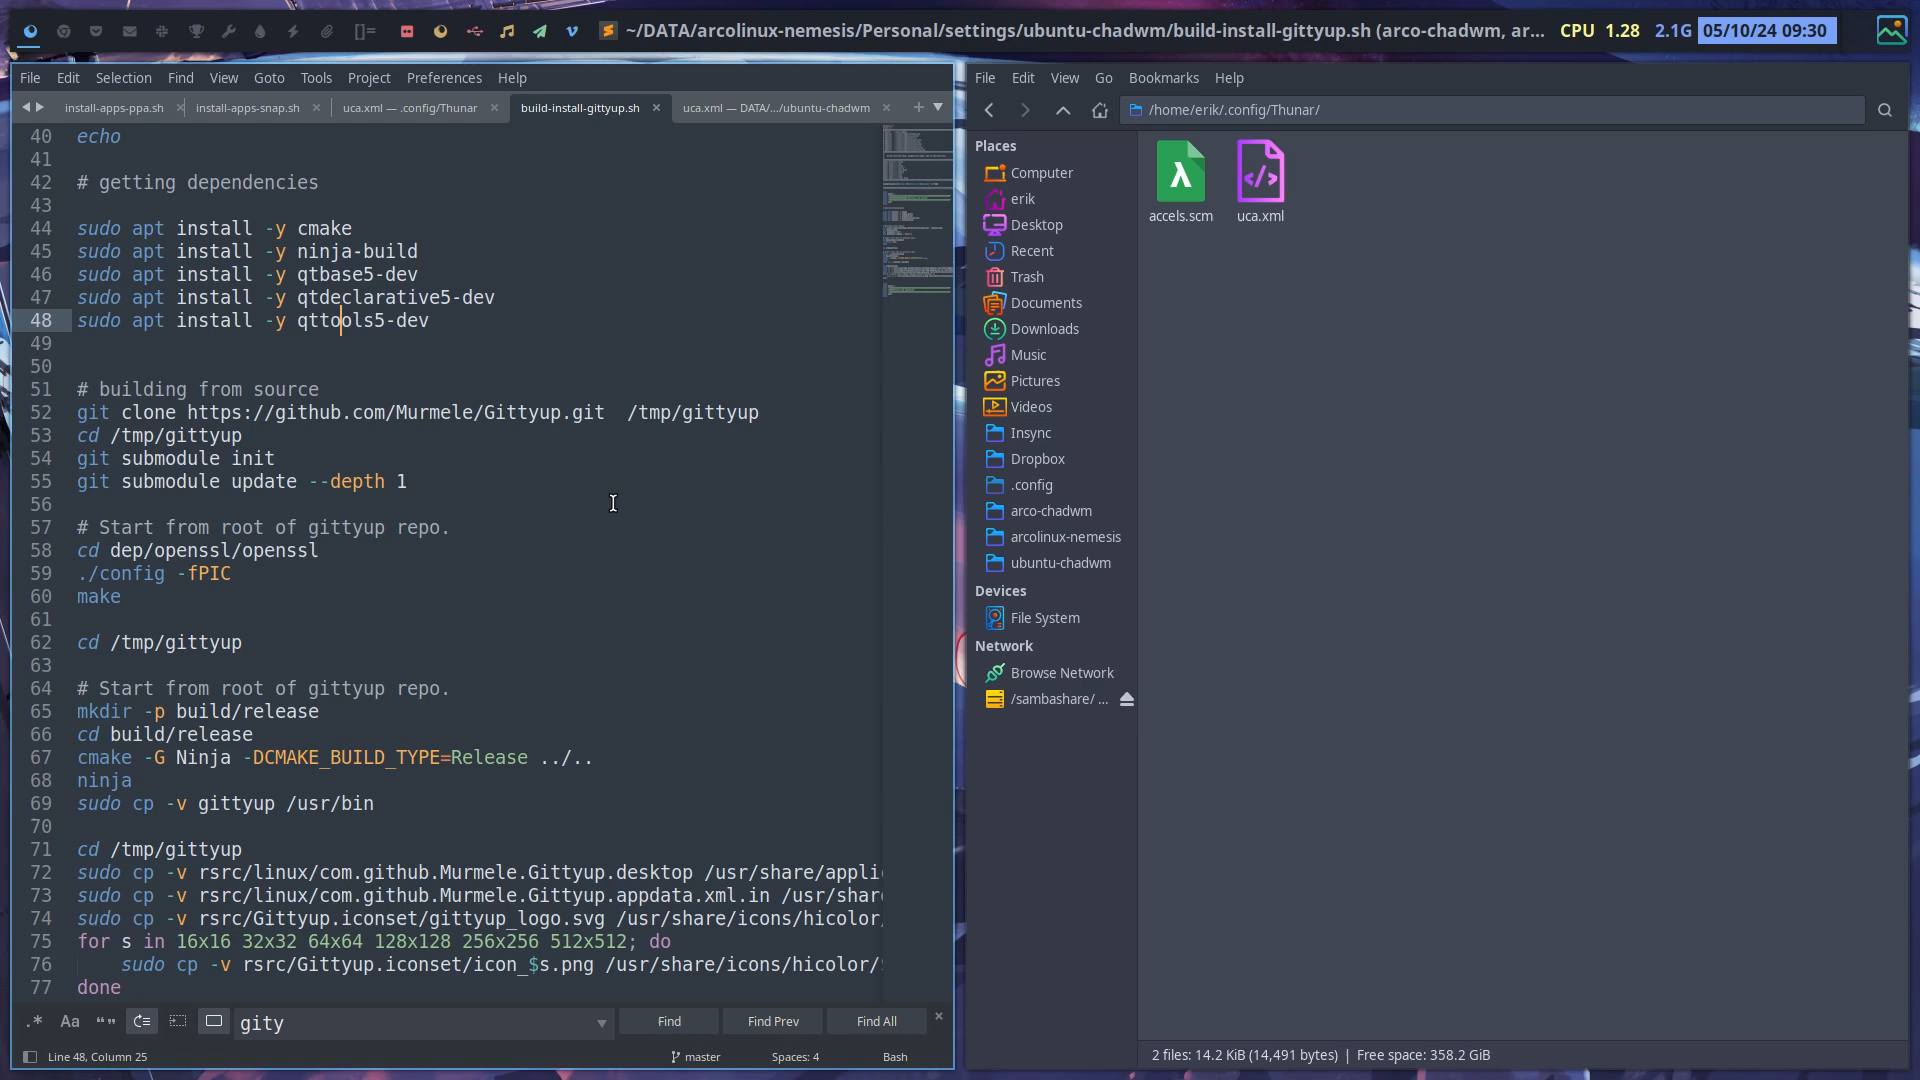 ~/DATA/arcolinux-nemesis/Personal/settings/ubuntu-chadwm/build-install-gittyup.sh (arco-chadwm, ar...
CPU 1.28 2.1G 05/10/24 09:30
File Edit Selection Find View Goto Tools Project Preferences Help
install-apps-ppa.sh × install-apps-snap.sh × uca.xml — .config/Thunar × build-install-gittyup.sh × uca.xml — DATA/.../ubuntu-chadwm × +
40 echo
41
42 # getting dependencies
43
44 sudo apt install -y cmake
45 sudo apt install -y ninja-build
46 sudo apt install -y qtbase5-dev
47 sudo apt install -y qtdeclarative5-dev
48 sudo apt install -y qttools5-dev
49
50
51 # building from source
52 git clone https://github.com/Murmele/Gittyup.git  /tmp/gittyup
53 cd /tmp/gittyup
54 git submodule init
55 git submodule update --depth 1
56
57 # Start from root of gittyup repo.
58 cd dep/openssl/openssl
59 ./config -fPIC
60 make
61
62 cd /tmp/gittyup
63
64 # Start from root of gittyup repo.
65 mkdir -p build/release
66 cd build/release
67 cmake -G Ninja -DCMAKE_BUILD_TYPE=Release ../..
68 ninja
69 sudo cp -v gittyup /usr/bin
70
71 cd /tmp/gittyup
72 sudo cp -v rsrc/linux/com.github.Murmele.Gittyup.desktop /usr/share/appli
73 sudo cp -v rsrc/linux/com.github.Murmele.Gittyup.appdata.xml.in /usr/shar
74 sudo cp -v rsrc/Gittyup.iconset/gittyup_logo.svg /usr/share/icons/hicolor/
75 for s in 16x16 32x32 64x64 128x128 256x256 512x512; do
76     sudo cp -v rsrc/Gittyup.iconset/icon_$s.png /usr/share/icons/hicolor/
77 done
.* Aa “” gity Find Find Prev Find All ×
Line 48, Column 25 master Spaces: 4 Bash
File Edit View Go Bookmarks Help
/home/erik/.config/Thunar/
Places
Computer
erik
Desktop
Recent
Trash
Documents
Downloads
Music
Pictures
Videos
Insync
Dropbox
.config
arco-chadwm
arcolinux-nemesis
ubuntu-chadwm
Devices
File System
Network
Browse Network
/sambashare/ ...
accels.scm
uca.xml
2 files: 14.2 KiB (14,491 bytes) | Free space: 358.2 GiB